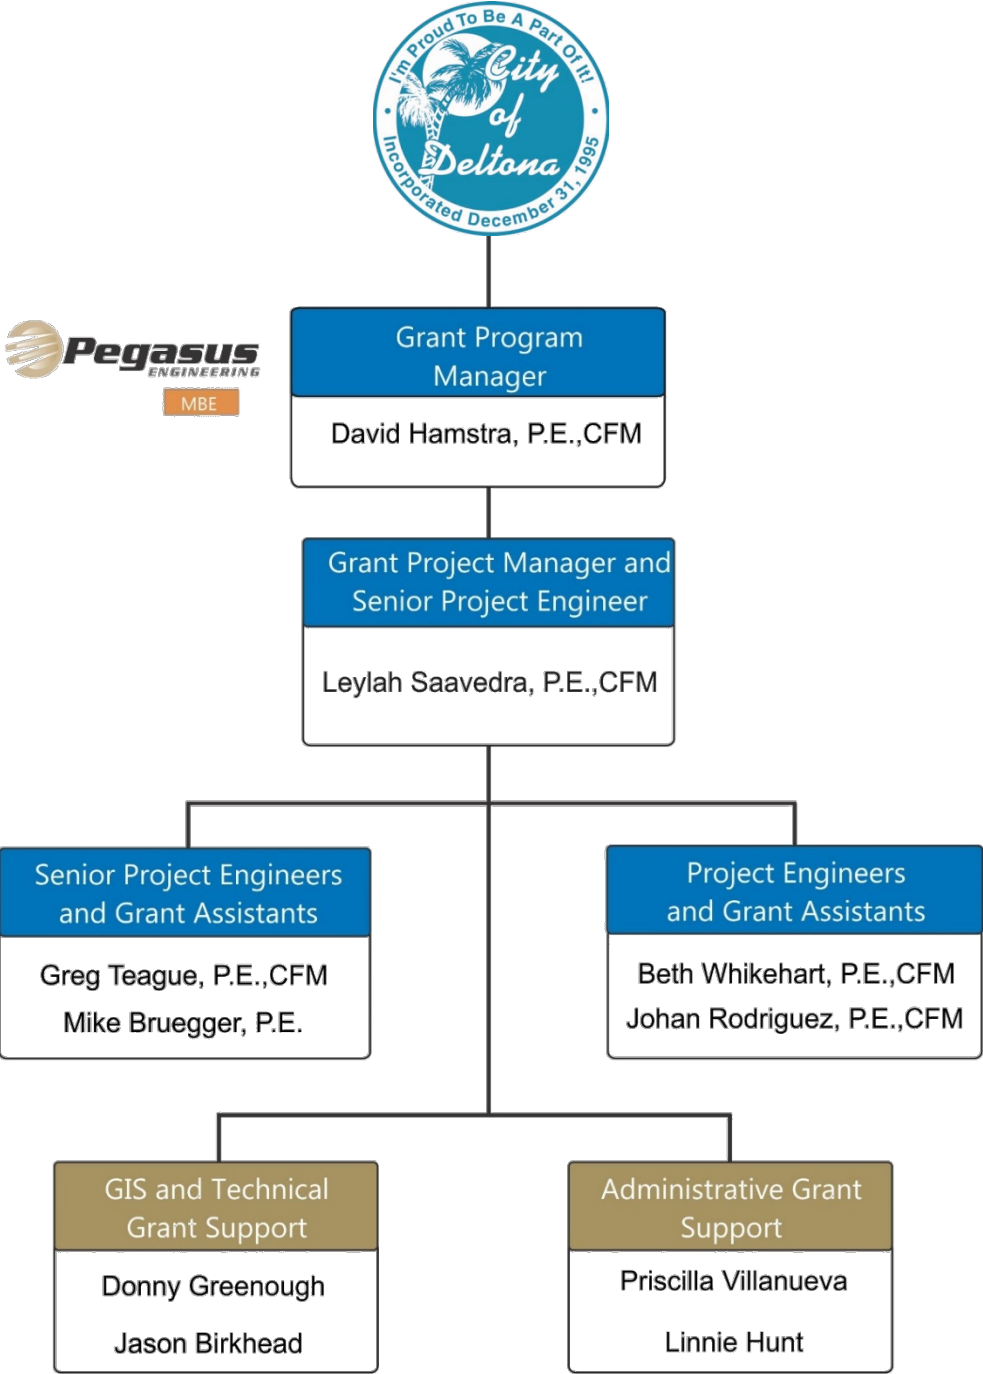 I'm Proud To Be A Part Of It!
City
of
Deltona
Incorporated December 31, 1995
Pegasus
ENGINEERING
MBE
Grant Program
Manager
David Hamstra, P.E.,CFM
Grant Project Manager and
Senior Project Engineer
Leylah Saavedra, P.E.,CFM
Senior Project Engineers
and Grant Assistants
Greg Teague, P.E.,CFM
Mike Bruegger, P.E.
Project Engineers
and Grant Assistants
Beth Whikehart, P.E.,CFM
Johan Rodriguez, P.E.,CFM
GIS and Technical
Grant Support
Donny Greenough
Jason Birkhead
Administrative Grant
Support
Priscilla Villanueva
Linnie Hunt